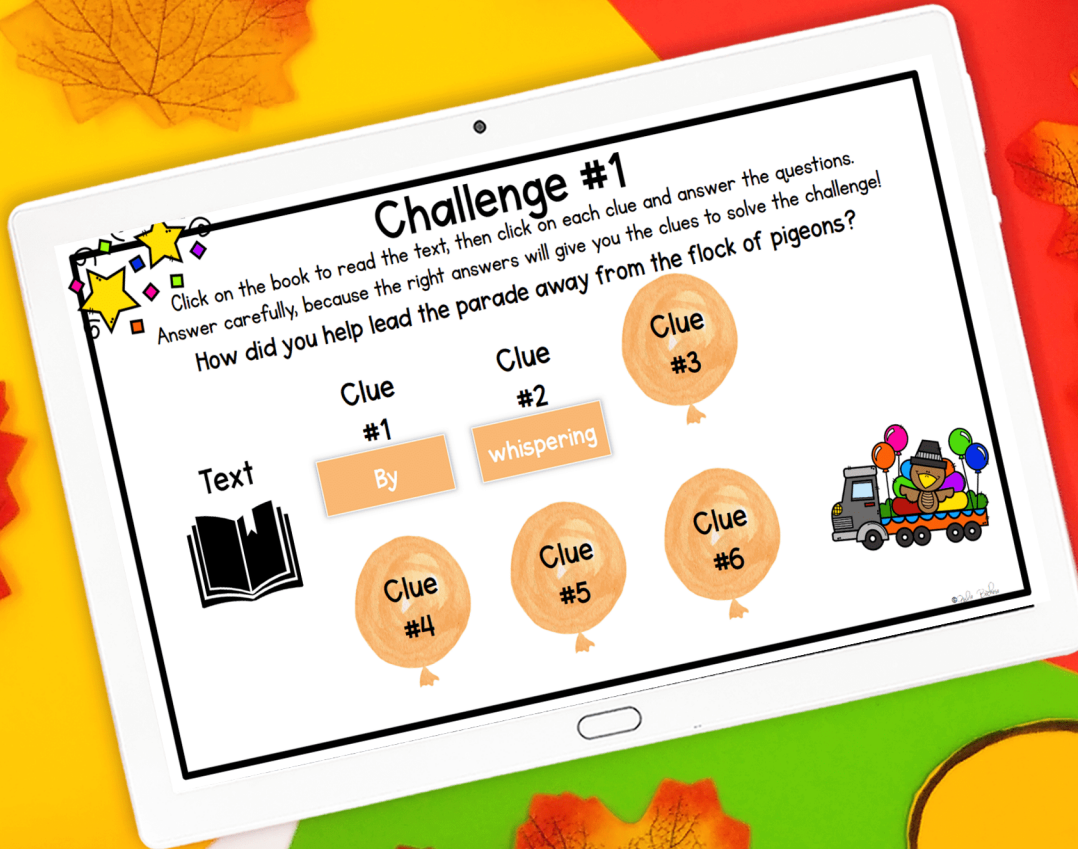 Challenge #1
Click on the book to read the text, then click on each clue and answer the questions.
Answer carefully, because the right answers will give you the clues to solve the challenge!
How did you help lead the parade away from the flock of pigeons?
Text
Clue
#1
By
Clue
#2
whispering
Clue
#3
Clue
#4
Clue
#5
Clue
#6